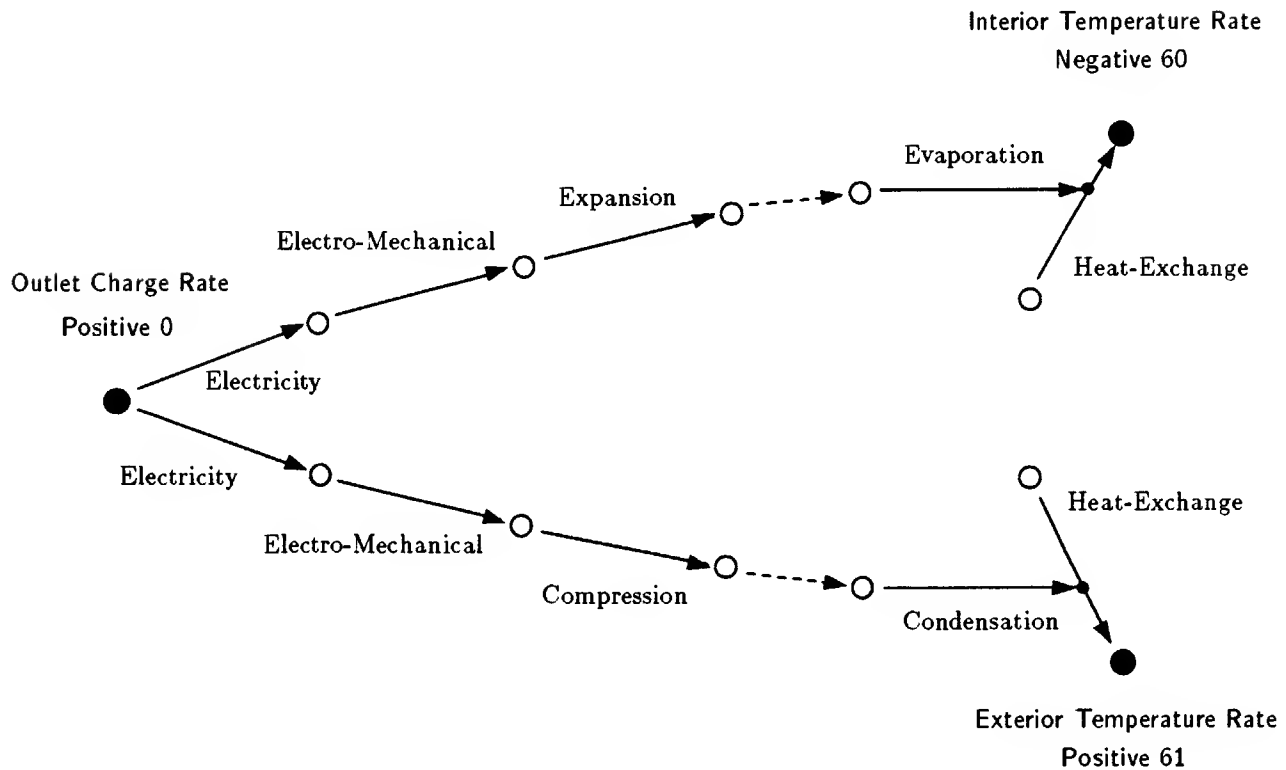 Interior Temperature Rate
Negative 60
Evaporation
Expansion
Electro-Mechanical
Heat-Exchange
Outlet Charge Rate
Positive 0
Electricity
Electricity
Heat-Exchange
Electro-Mechanical
Compression
Condensation
Exterior Temperature Rate
Positive 61